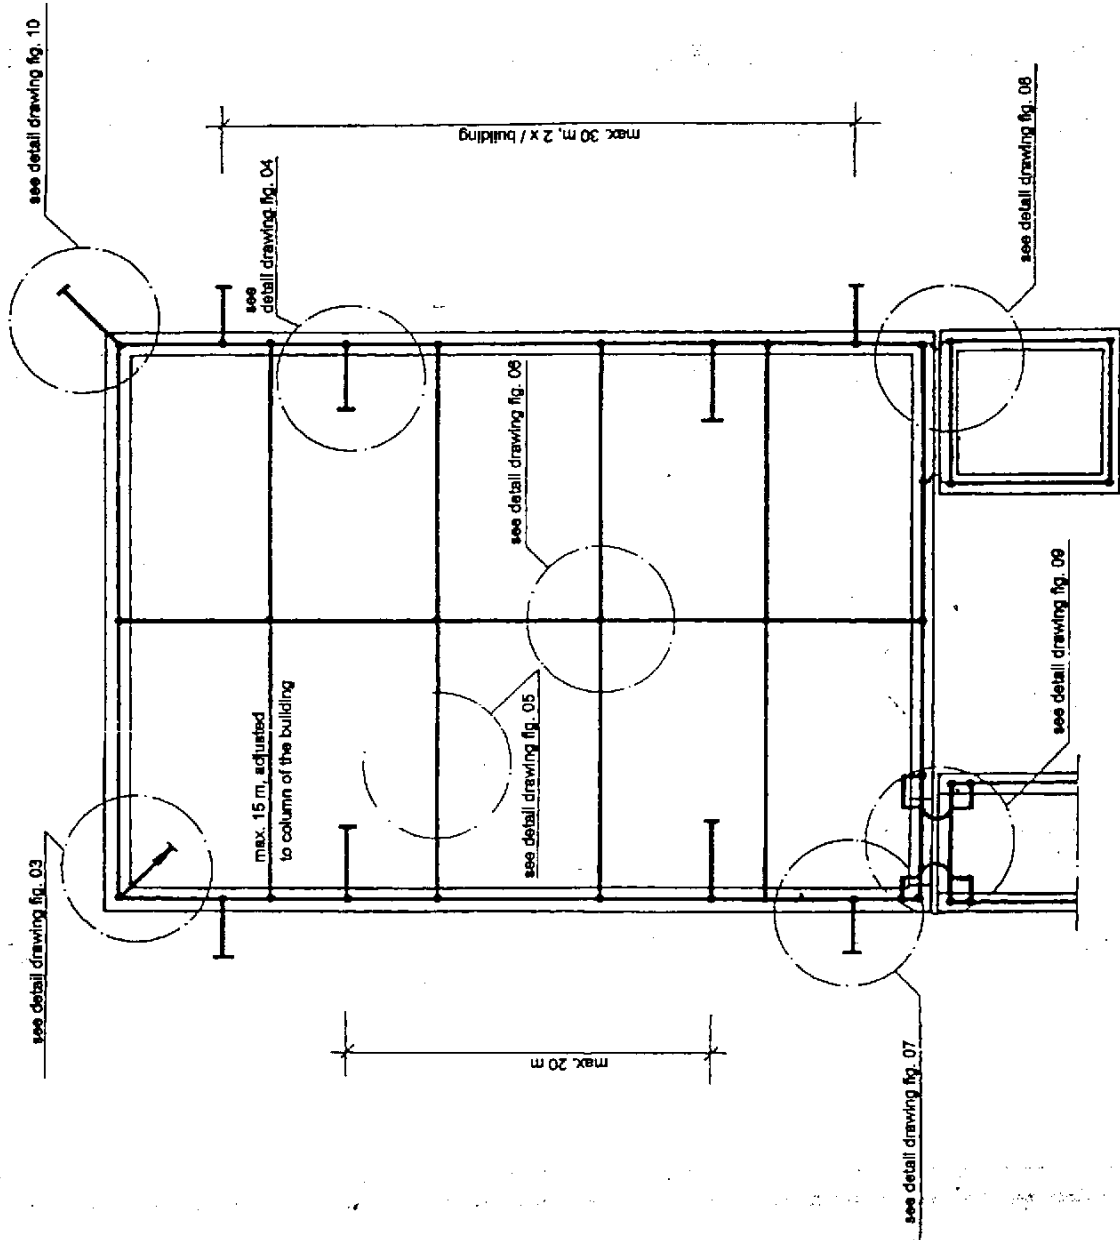 see detail drawing fig. 10
max. 30 m, 2 x / building
see
detail drawing fig. 04
see detail drawing fig. 08
see detail drawing fig. 06
max. 15 m, adjusted
to column of the building
see detail drawing fig. 05
see detail drawing fig. 09
see detail drawing fig. 03
max. 20 m
see detail drawing fig. 07